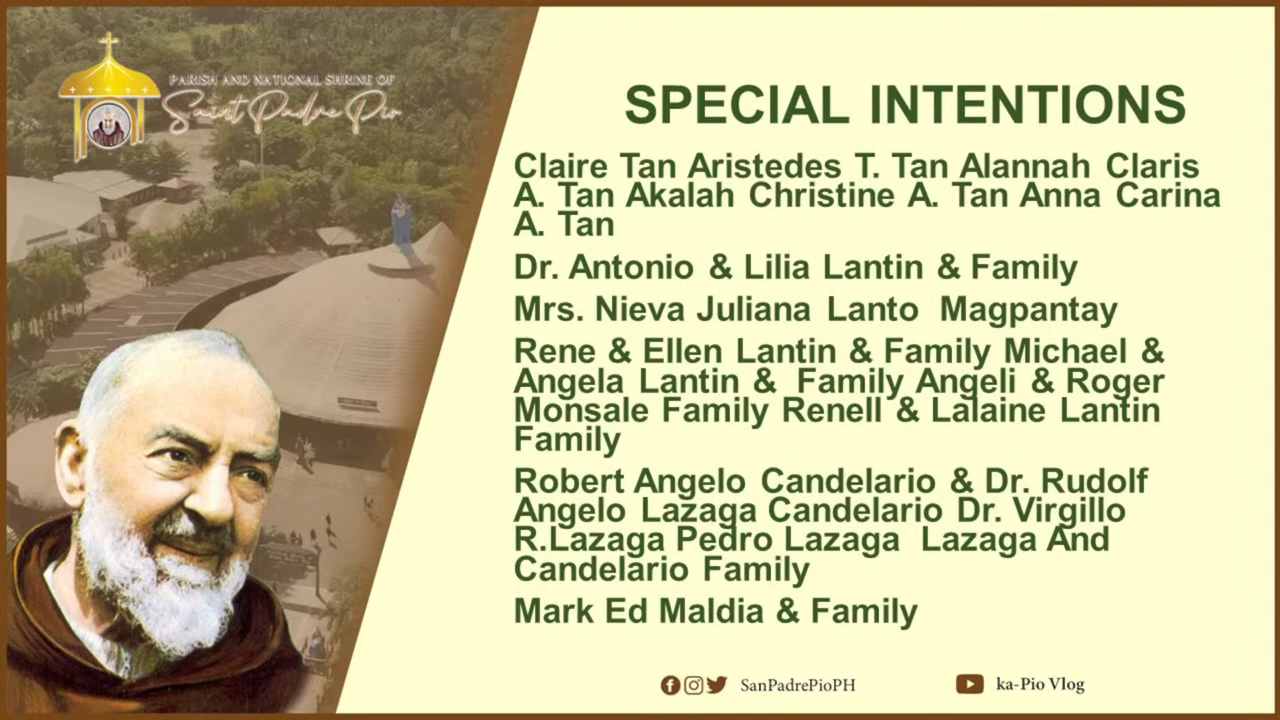 PARISH AND NATIONAL SHRINE OF
Saint Padre Pio
SPECIAL INTENTIONS
Claire Tan Aristedes T. Tan Alannah Claris
A. Tan Akalah Christine A. Tan Anna Carina
A. Tan
Dr. Antonio & Lilia Lantin & Family
Mrs. Nieva Juliana Lanto Magpantay
Rene & Ellen Lantin & Family Michael &
Angela Lantin & Family Angeli & Roger
Monsale Family Renell & Lalaine Lantin
Family
Robert Angelo Candelario & Dr. Rudolf
Angelo Lazaga Candelario Dr. Virgillo
R.Lazaga Pedro Lazaga Lazaga And
Candelario Family
Mark Ed Maldia & Family
SanPadrePioPH
ka-Pio Vlog